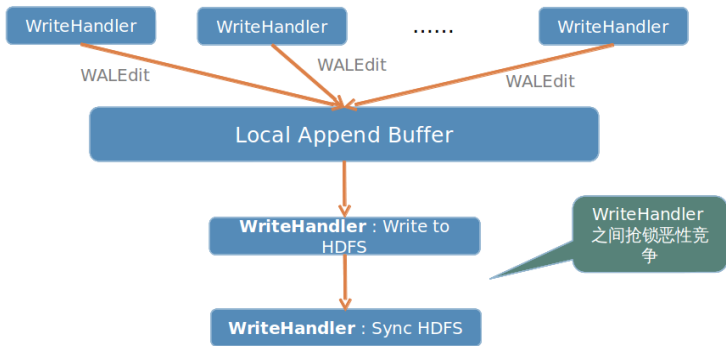 WriteHandler
WriteHandler
......
WriteHandler
WALEdit
WALEdit
WALEdit
Local Append Buffer
WriteHandler : Write to
HDFS
WriteHandler
之间抢锁恶性竞
争
WriteHandler : Sync HDFS